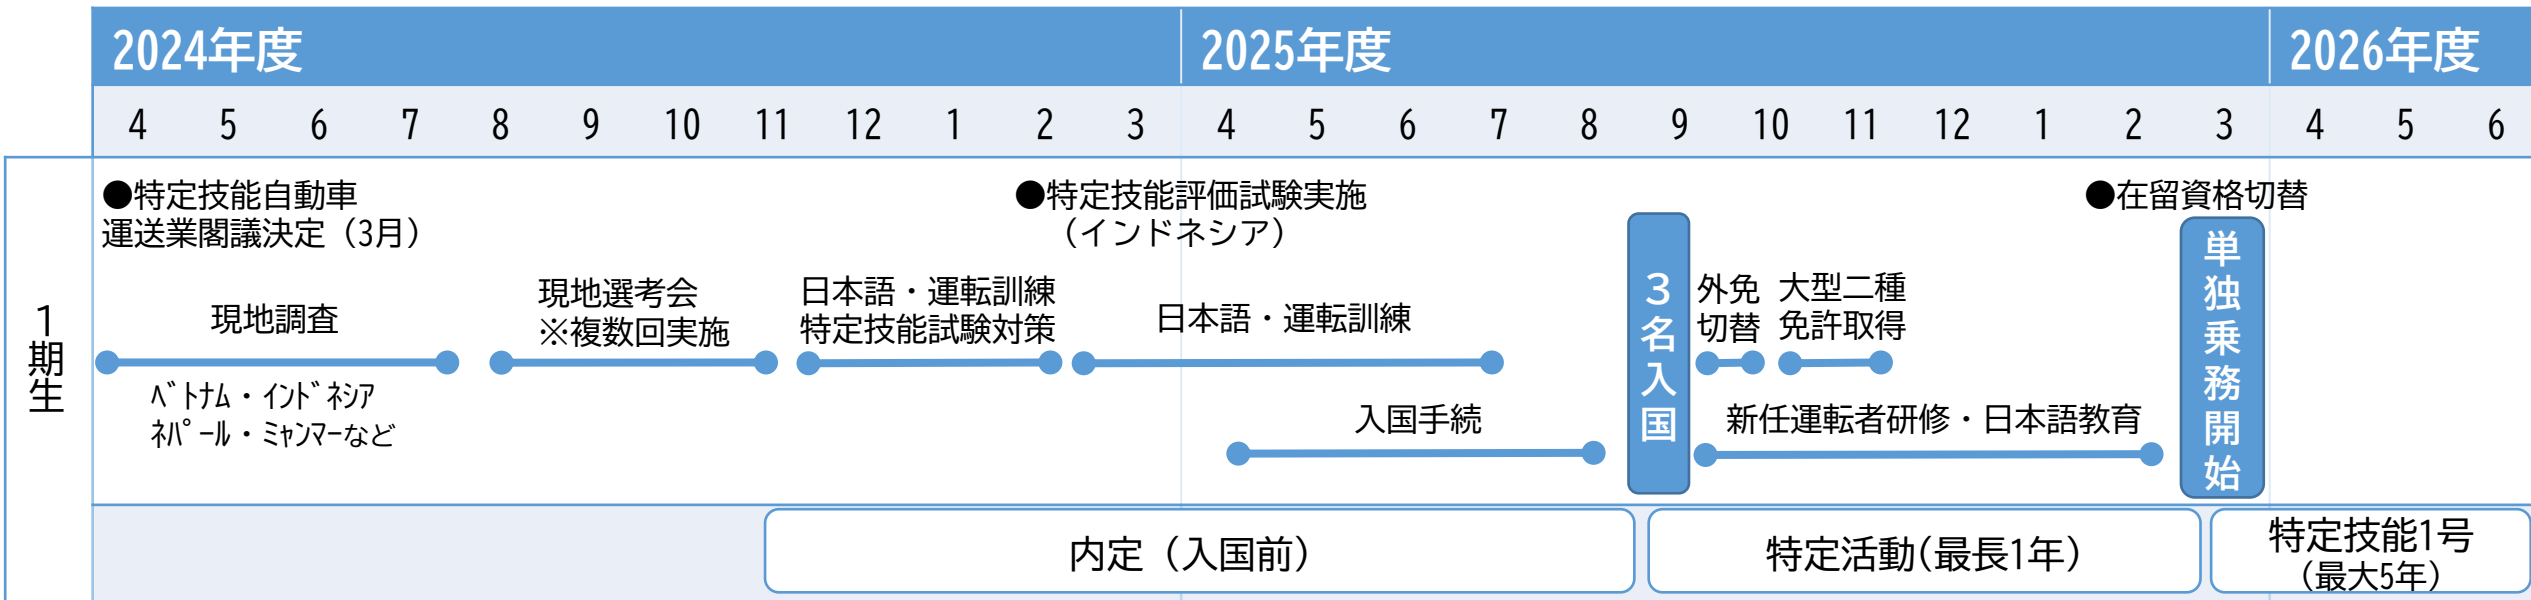 2024年度
2025年度
2026年度
4 5 6 7 8 9 10 11 12 1 2 3 4 5 6 7 8 9 10 11 12 1 2 3 4 5 6
1期生
●特定技能自動車
運送業閣議決定（3月）
●特定技能評価試験実施
（インドネシア）
●在留資格切替
現地調査
ﾍﾞﾄﾅﾑ・ｲﾝﾄﾞﾈｼｱ
ﾈﾊﾟｰﾙ・ﾐｬﾝﾏｰなど
現地選考会
※複数回実施
日本語・運転訓練
特定技能試験対策
日本語・運転訓練
入国手続
３名入国
外免
切替
大型二種
免許取得
新任運転者研修・日本語教育
単独乗務開始
内定（入国前）
特定活動(最長1年)
特定技能1号
（最大5年）